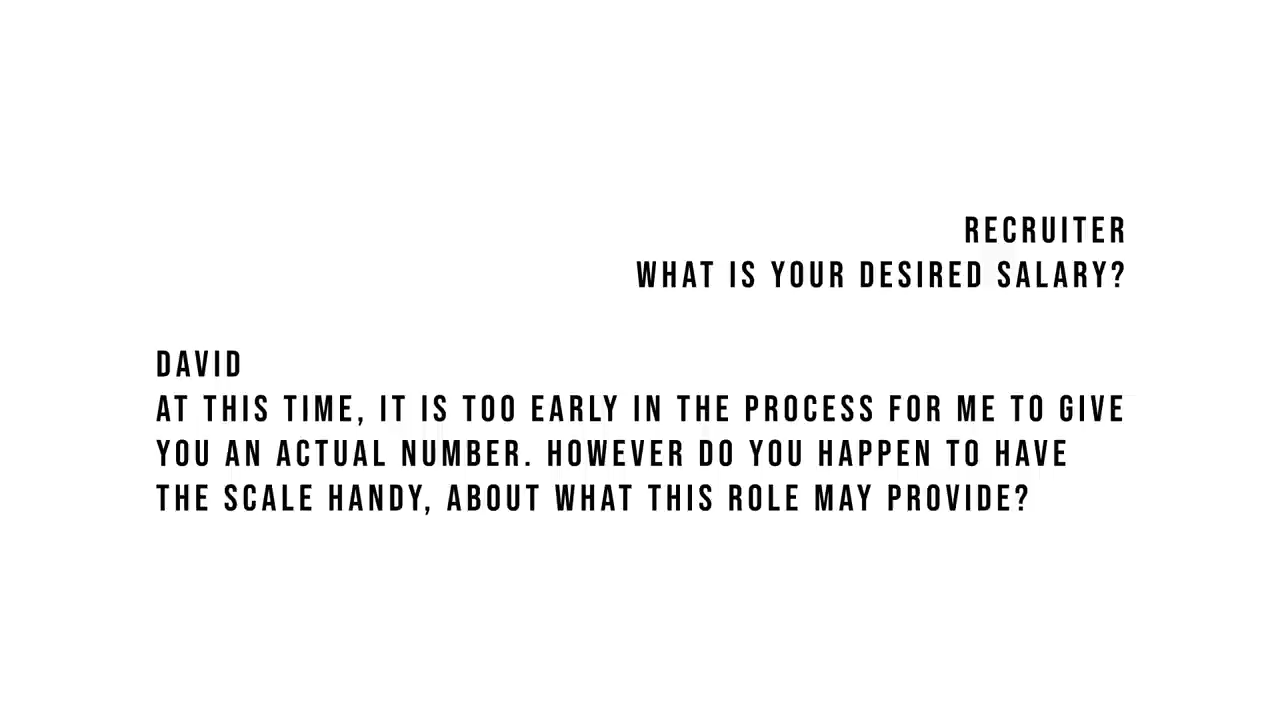 RECRUITER
WHAT IS YOUR DESIRED SALARY?
DAVID
AT THIS TIME, IT IS TOO EARLY IN THE PROCESS FOR ME TO GIVE
YOU AN ACTUAL NUMBER. HOWEVER DO YOU HAPPEN TO HAVE
THE SCALE HANDY, ABOUT WHAT THIS ROLE MAY PROVIDE?